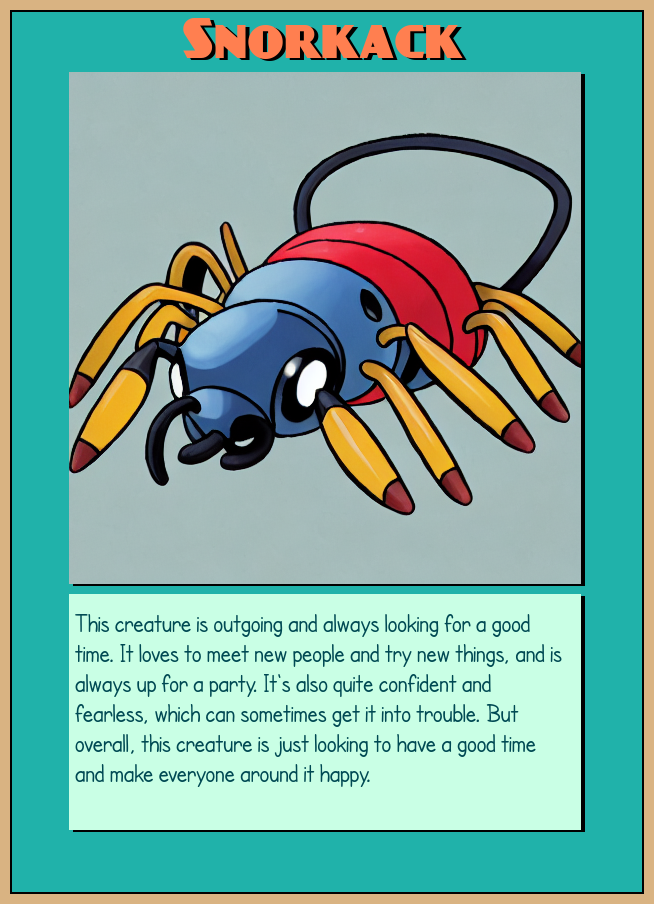 Snorkack
This creature is outgoing and always looking for a good
time. It loves to meet new people and try new things, and is
always up for a party. It's also quite confident and
fearless, which can sometimes get it into trouble. But
overall, this creature is just looking to have a good time
and make everyone around it happy.